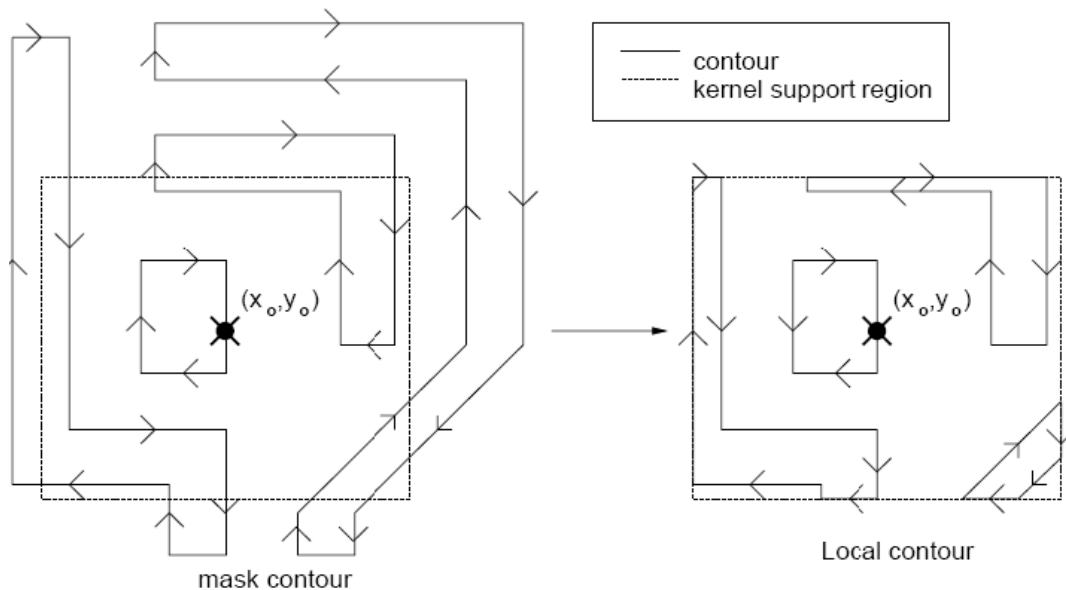 contour
kernel support region
(x_o,y_o)
(x_o,y_o)
mask contour
Local contour